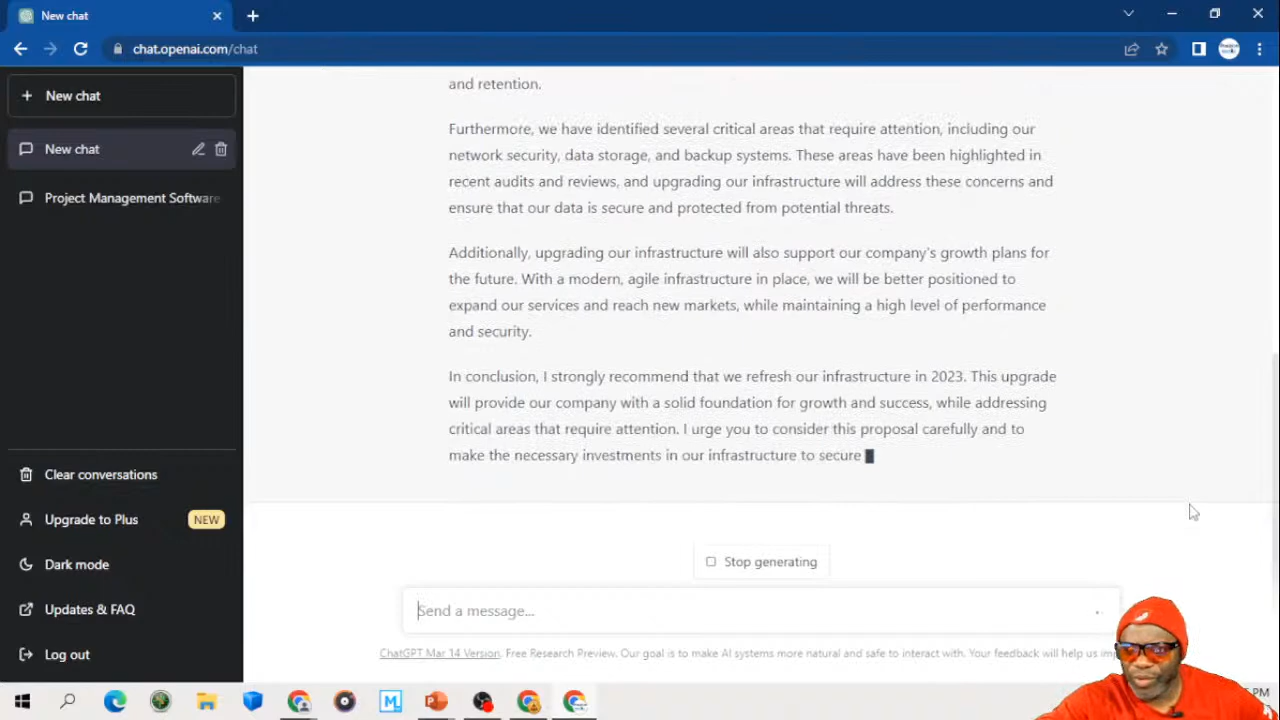 New chat
chat.openai.com/chat
New chat
New chat
Project Management Software
Clear conversations
Upgrade to Plus
NEW
Dark mode
Updates & FAQ
Log out
and retention.
Furthermore, we have identified several critical areas that require attention, including our
network security, data storage, and backup systems. These areas have been highlighted in
recent audits and reviews, and upgrading our infrastructure will address these concerns and
ensure that our data is secure and protected from potential threats.
Additionally, upgrading our infrastructure will also support our company's growth plans for
the future. With a modern, agile infrastructure in place, we will be better positioned to
expand our services and reach new markets, while maintaining a high level of performance
and security.
In conclusion, I strongly recommend that we refresh our infrastructure in 2023. This upgrade
will provide our company with a solid foundation for growth and success, while addressing
critical areas that require attention. I urge you to consider this proposal carefully and to
make the necessary investments in our infrastructure to secure
Stop generating
Send a message...
ChatGPT Mar 14 Version. Free Research Preview. Our goal is to make AI systems more natural and safe to interact with. Your feedback will help us
PM